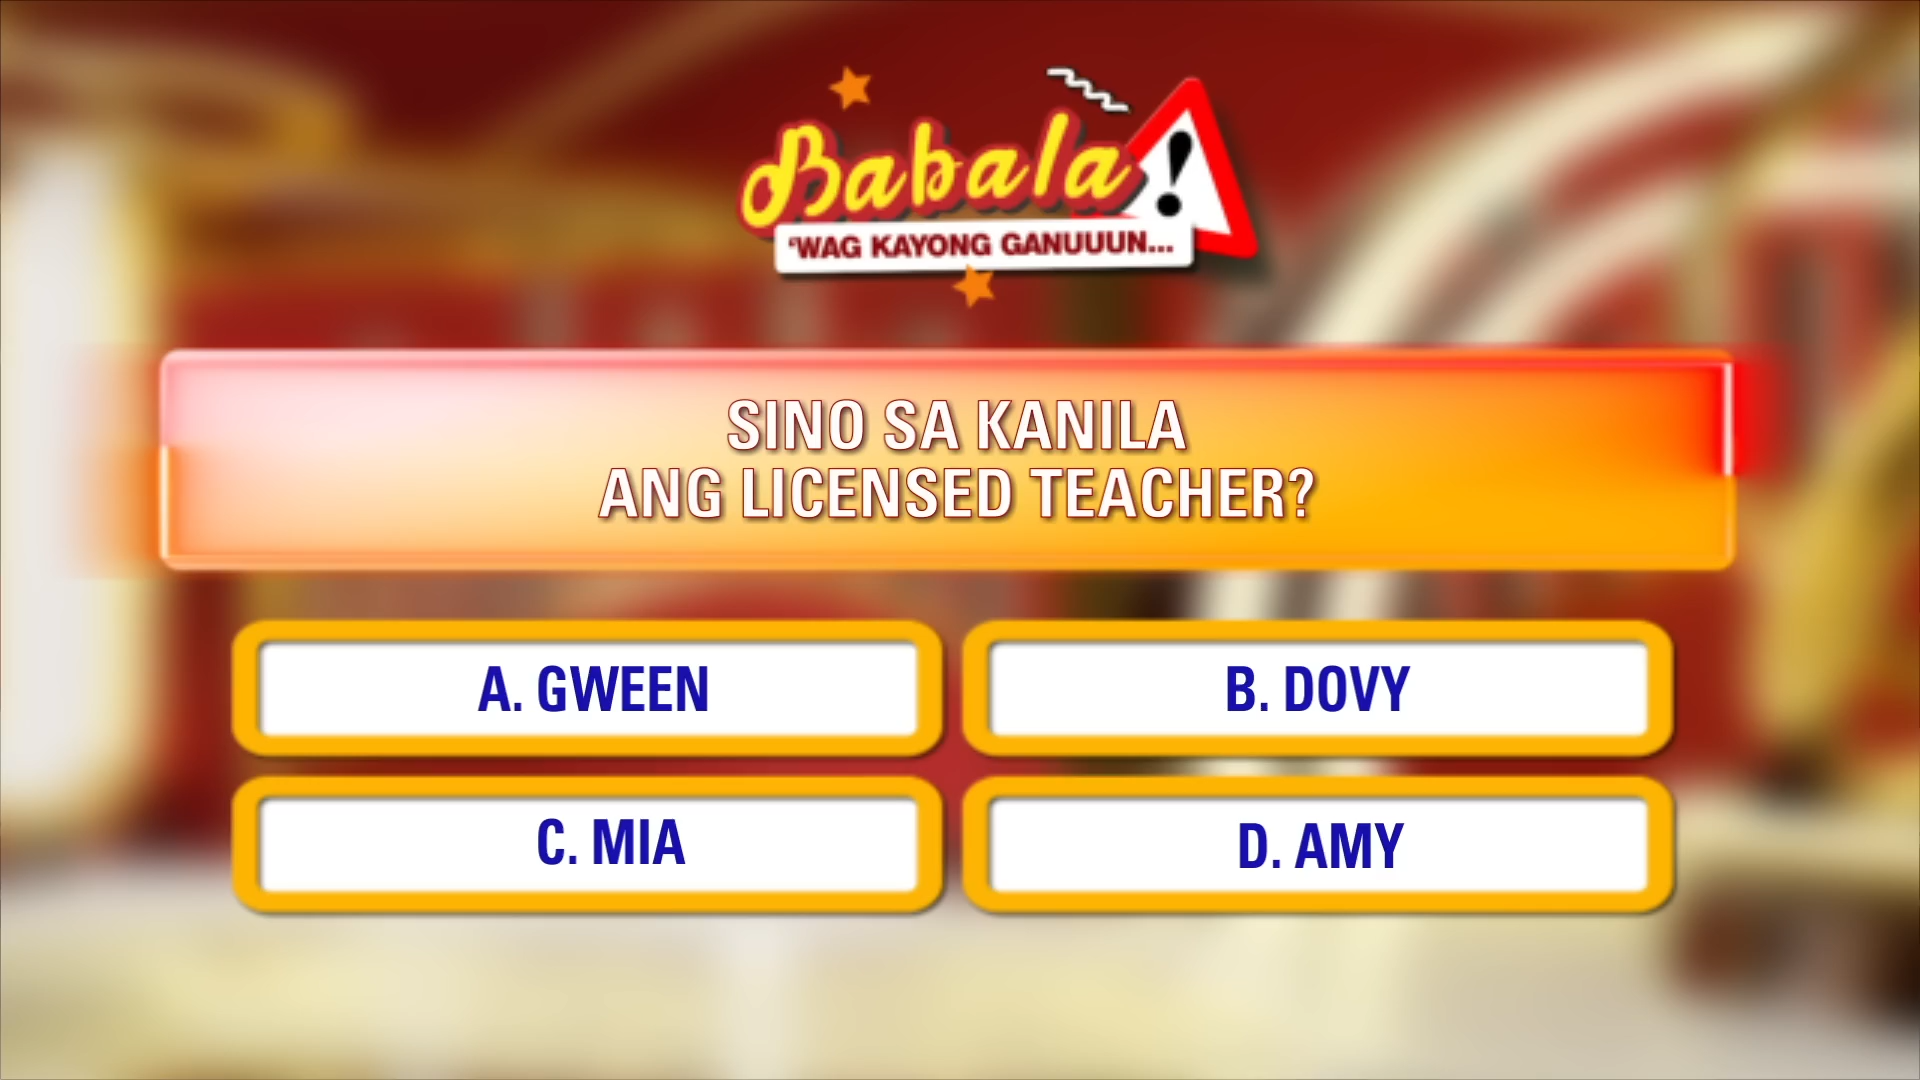 Babala!
'WAG KAYONG GANUUUN...
SINO SA KANILA
ANG LICENSED TEACHER?
A. GWEEN
B. DOVY
C. MIA
D. AMY